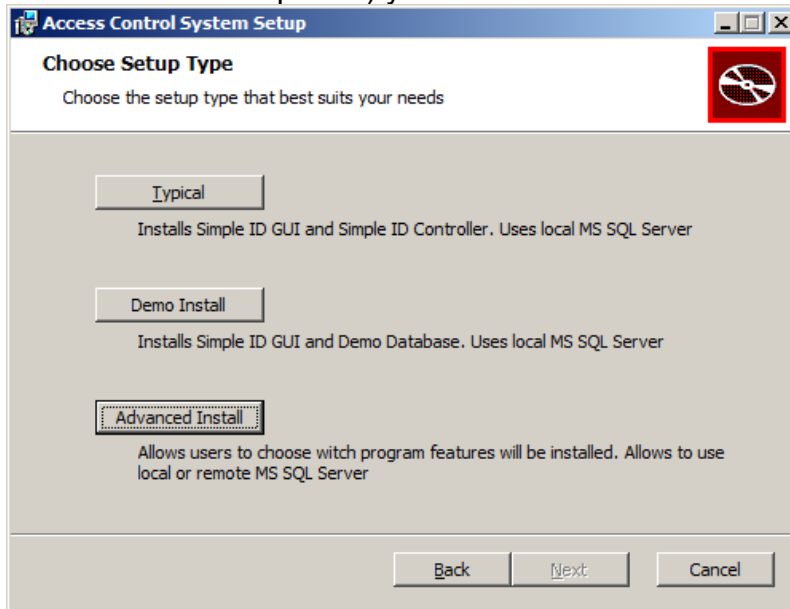 Access Control System Setup
Choose Setup Type
Choose the setup type that best suits your needs
Typical
Installs Simple ID GUI and Simple ID Controller. Uses local MS SQL Server
Demo Install
Installs Simple ID GUI and Demo Database. Uses local MS SQL Server
Advanced Install
Allows users to choose witch program features will be installed. Allows to use
local or remote MS SQL Server
Back Next Cancel